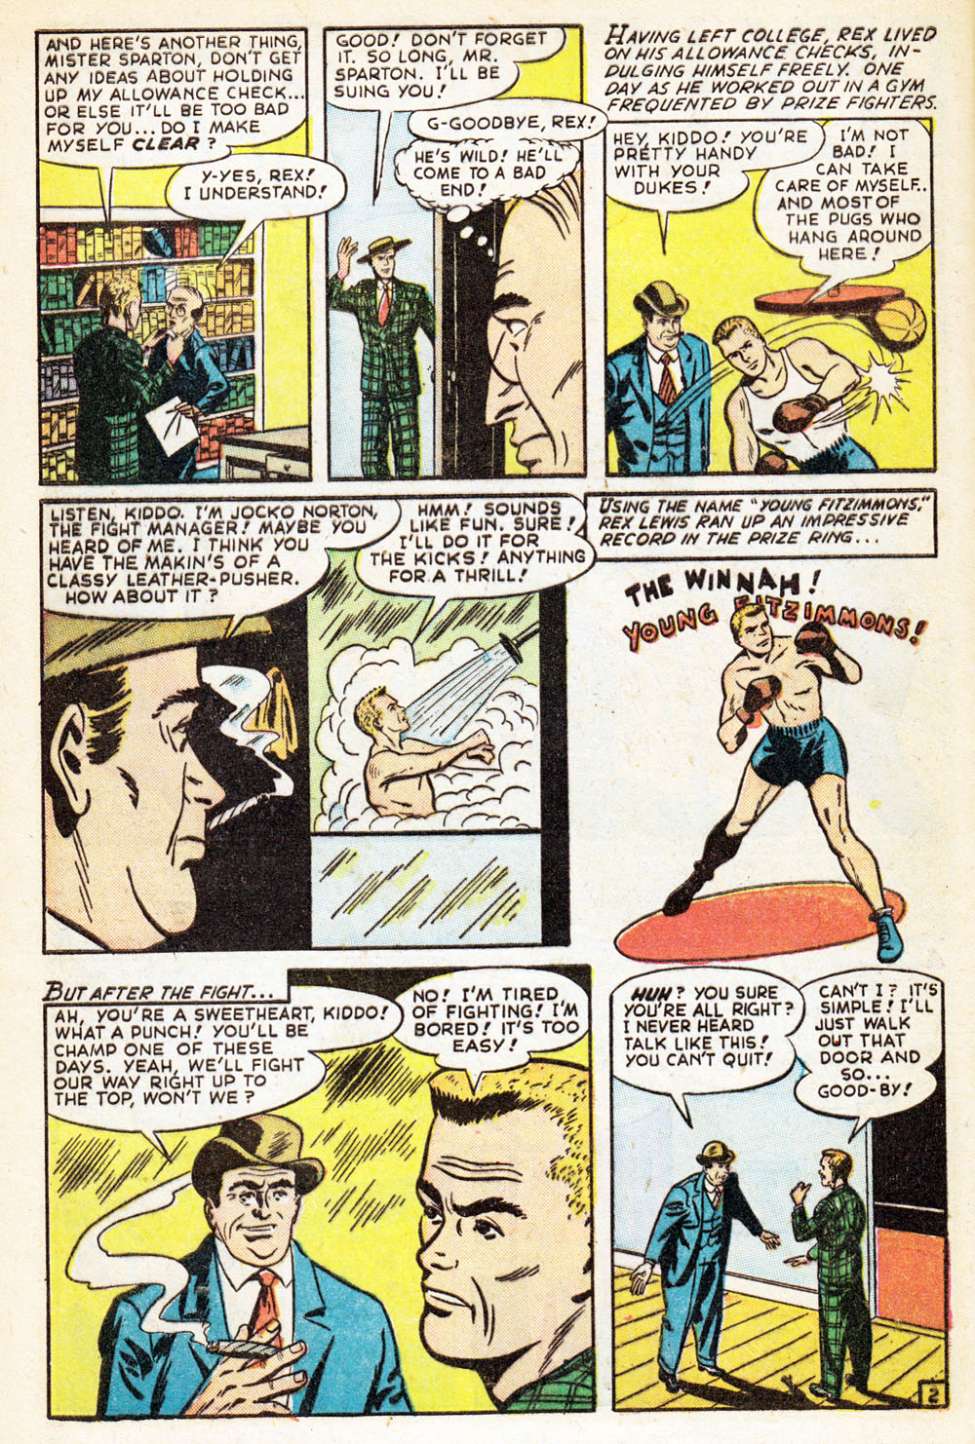 AND HERE'S ANOTHER THING,
MISTER SPARTON, DON'T GET
ANY IDEAS ABOUT HOLDING
UP MY ALLOWANCE CHECK...
OR ELSE IT'LL BE TOO BAD
FOR YOU... DO I MAKE
MYSELF CLEAR?
Y-YES, REX!
I UNDERSTAND!
GOOD! DON'T FORGET
IT. SO LONG, MR.
SPARTON. I'LL BE
SUING YOU!
G-GOODBYE, REX!
HE'S WILD! HE'LL
COME TO A BAD
END!
HAVING LEFT COLLEGE, REX LIVED
ON HIS ALLOWANCE CHECKS, IN-
DULGING HIMSELF FREELY. ONE
DAY AS HE WORKED OUT IN A GYM
FREQUENTED BY PRIZE FIGHTERS.
HEY, KIDDO! YOU'RE
PRETTY HANDY
WITH YOUR
DUKES!
I'M NOT
BAD! I
CAN TAKE
CARE OF MYSELF..
AND MOST OF
THE PUGS WHO
HANG AROUND
HERE!
LISTEN, KIDDO. I'M JOCKO NORTON,
THE FIGHT MANAGER! MAYBE YOU
HEARD OF ME. I THINK YOU
HAVE THE MAKIN'S OF A
CLASSY LEATHER-PUSHER.
HOW ABOUT IT?
HMM! SOUNDS
LIKE FUN. SURE!
I'LL DO IT FOR
THE KICKS! ANYTHING
FOR A THRILL!
USING THE NAME "YOUNG FITZIMMONS,"
REX LEWIS RAN UP AN IMPRESSIVE
RECORD IN THE PRIZE RING...
THE WINNAH!
YOUNG FITZIMMONS!
BUT AFTER THE FIGHT...
AH, YOU'RE A SWEETHEART, KIDDO!
WHAT A PUNCH! YOU'LL BE
CHAMP ONE OF THESE
DAYS. YEAH, WE'LL FIGHT
OUR WAY RIGHT UP TO
THE TOP, WON'T WE?
NO! I'M TIRED
OF FIGHTING! I'M
BORED! IT'S TOO
EASY!
HUH? YOU SURE
YOU'RE ALL RIGHT?
I NEVER HEARD
TALK LIKE THIS!
YOU CAN'T QUIT!
CAN'T I? IT'S
SIMPLE! I'LL
JUST WALK
OUT THAT
DOOR AND
SO...
GOOD-BY!
2